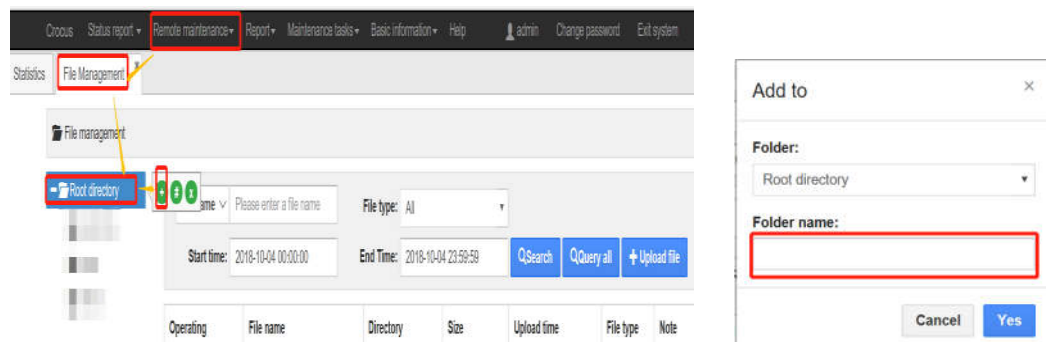 Crocus Status report Remote maintenance Report Maintenance tasks Basic information Help admin Change password Exit system
Statistics File Management x
File management
Root directory
+ # x
ame Please enter a file name File type: All
Start time: 2018-10-04 00:00:00 End Time: 2018-10-04 23:59:59 Search Query all + Upload file
Operating File name Directory Size Upload time File type Note
Add to ×
Folder:
Root directory
Folder name:
Cancel Yes